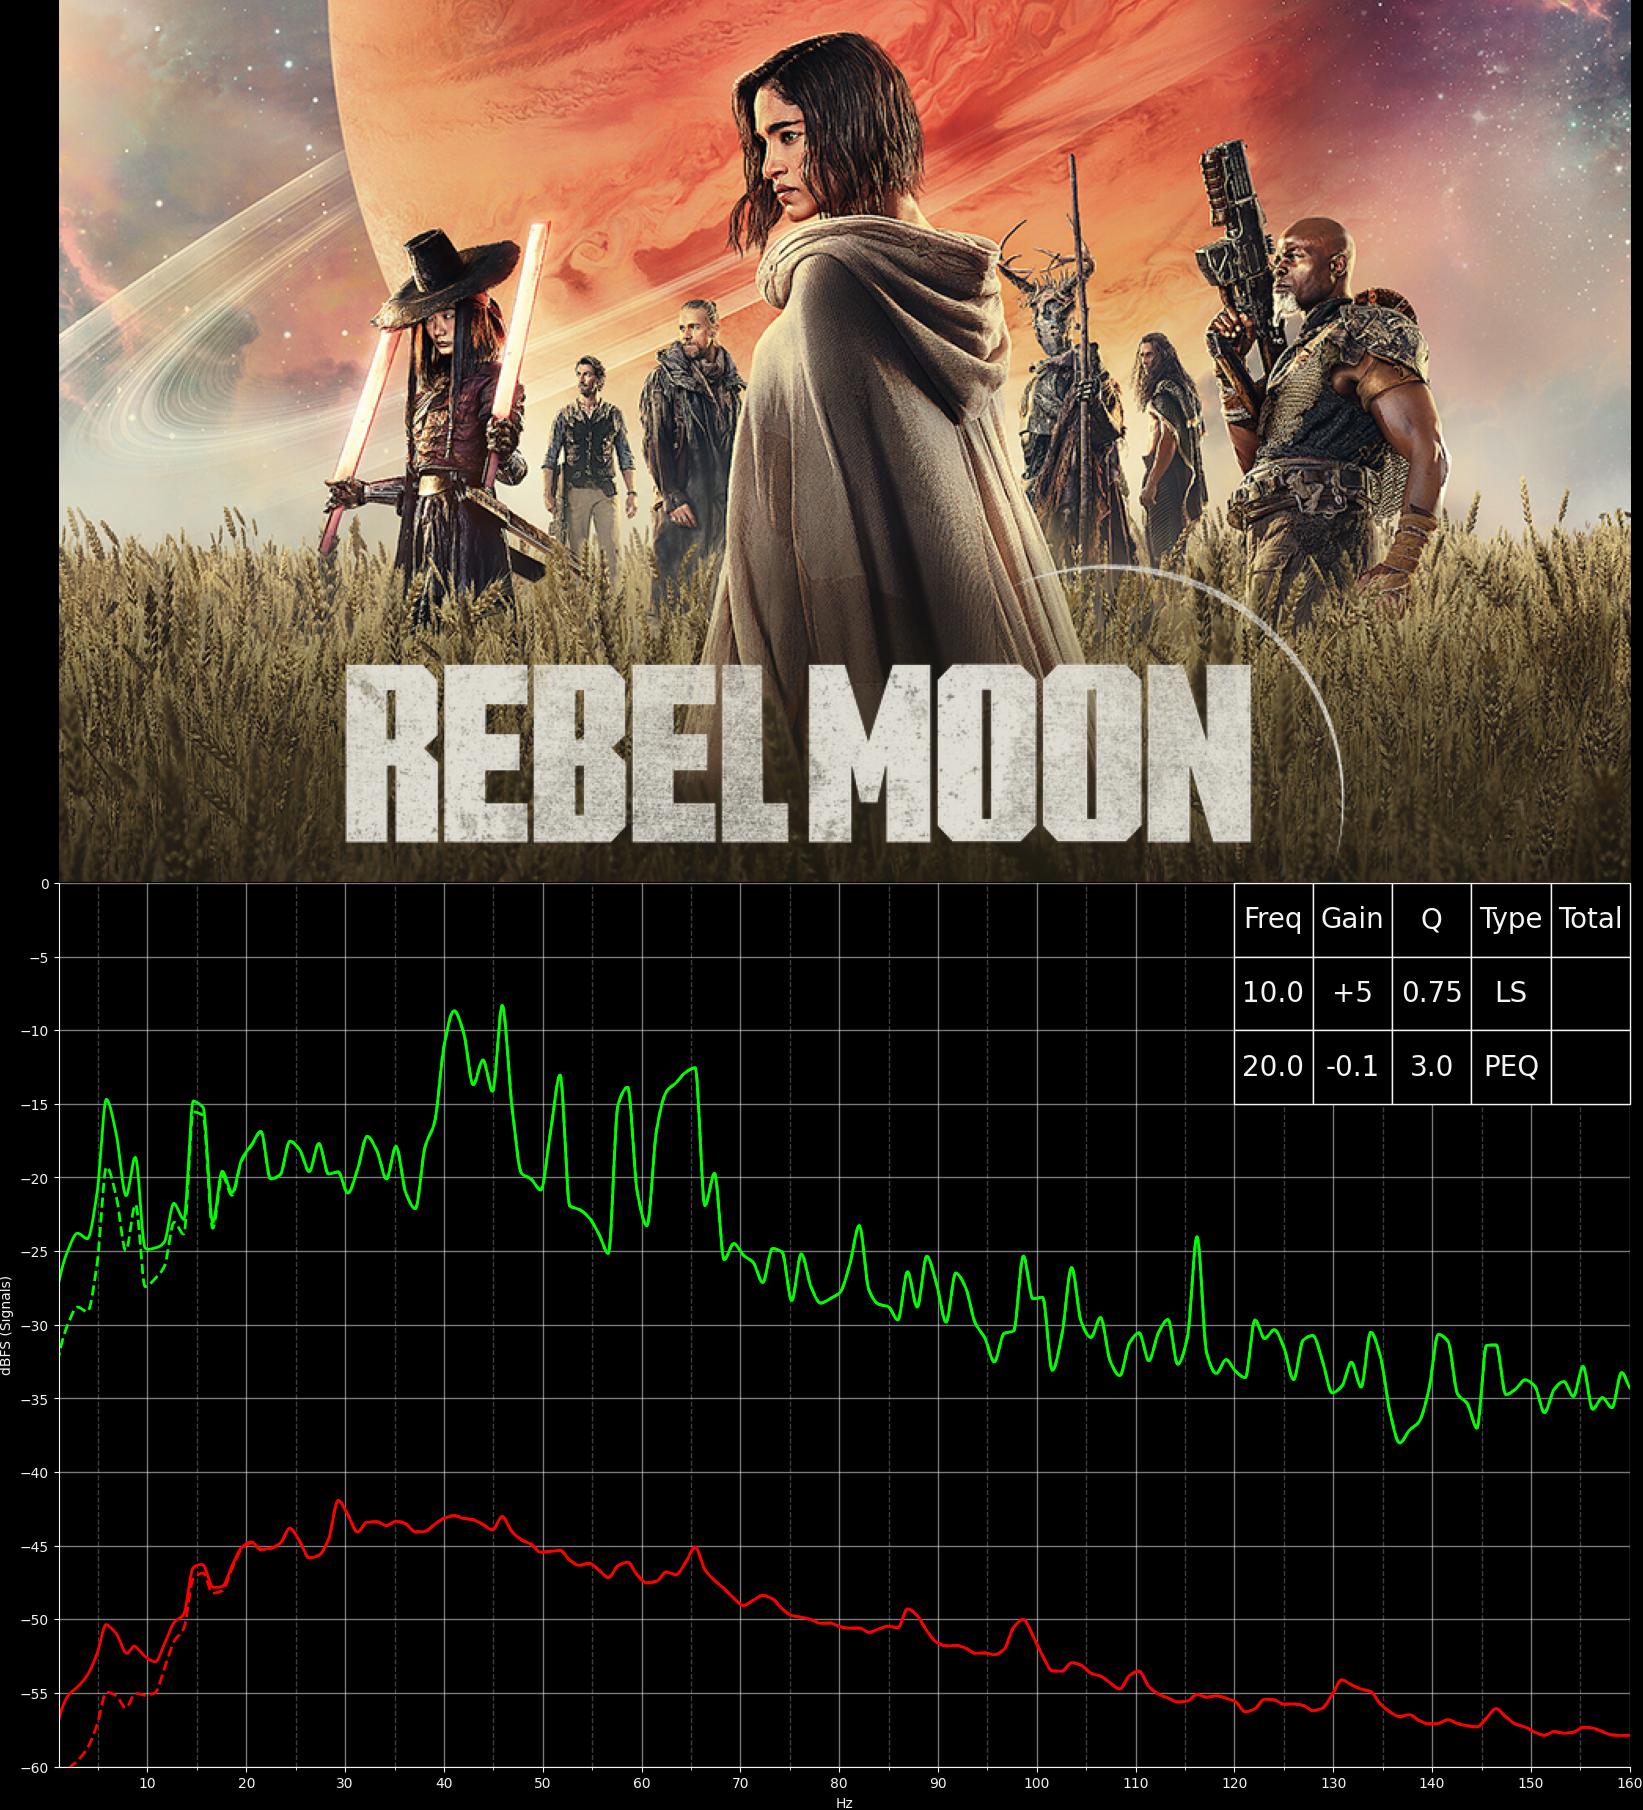 REBEL MOON
Freq Gain Q Type Total
10.0 +5 0.75 LS
20.0 -0.1 3.0 PEQ
0
−5
−10
−15
−20
−25
−30
−35
−40
−45
−50
−55
−60
dBFS (Signals)
10 20 30 40 50 60 70 80 90 100 110 120 130 140 150 160
Hz